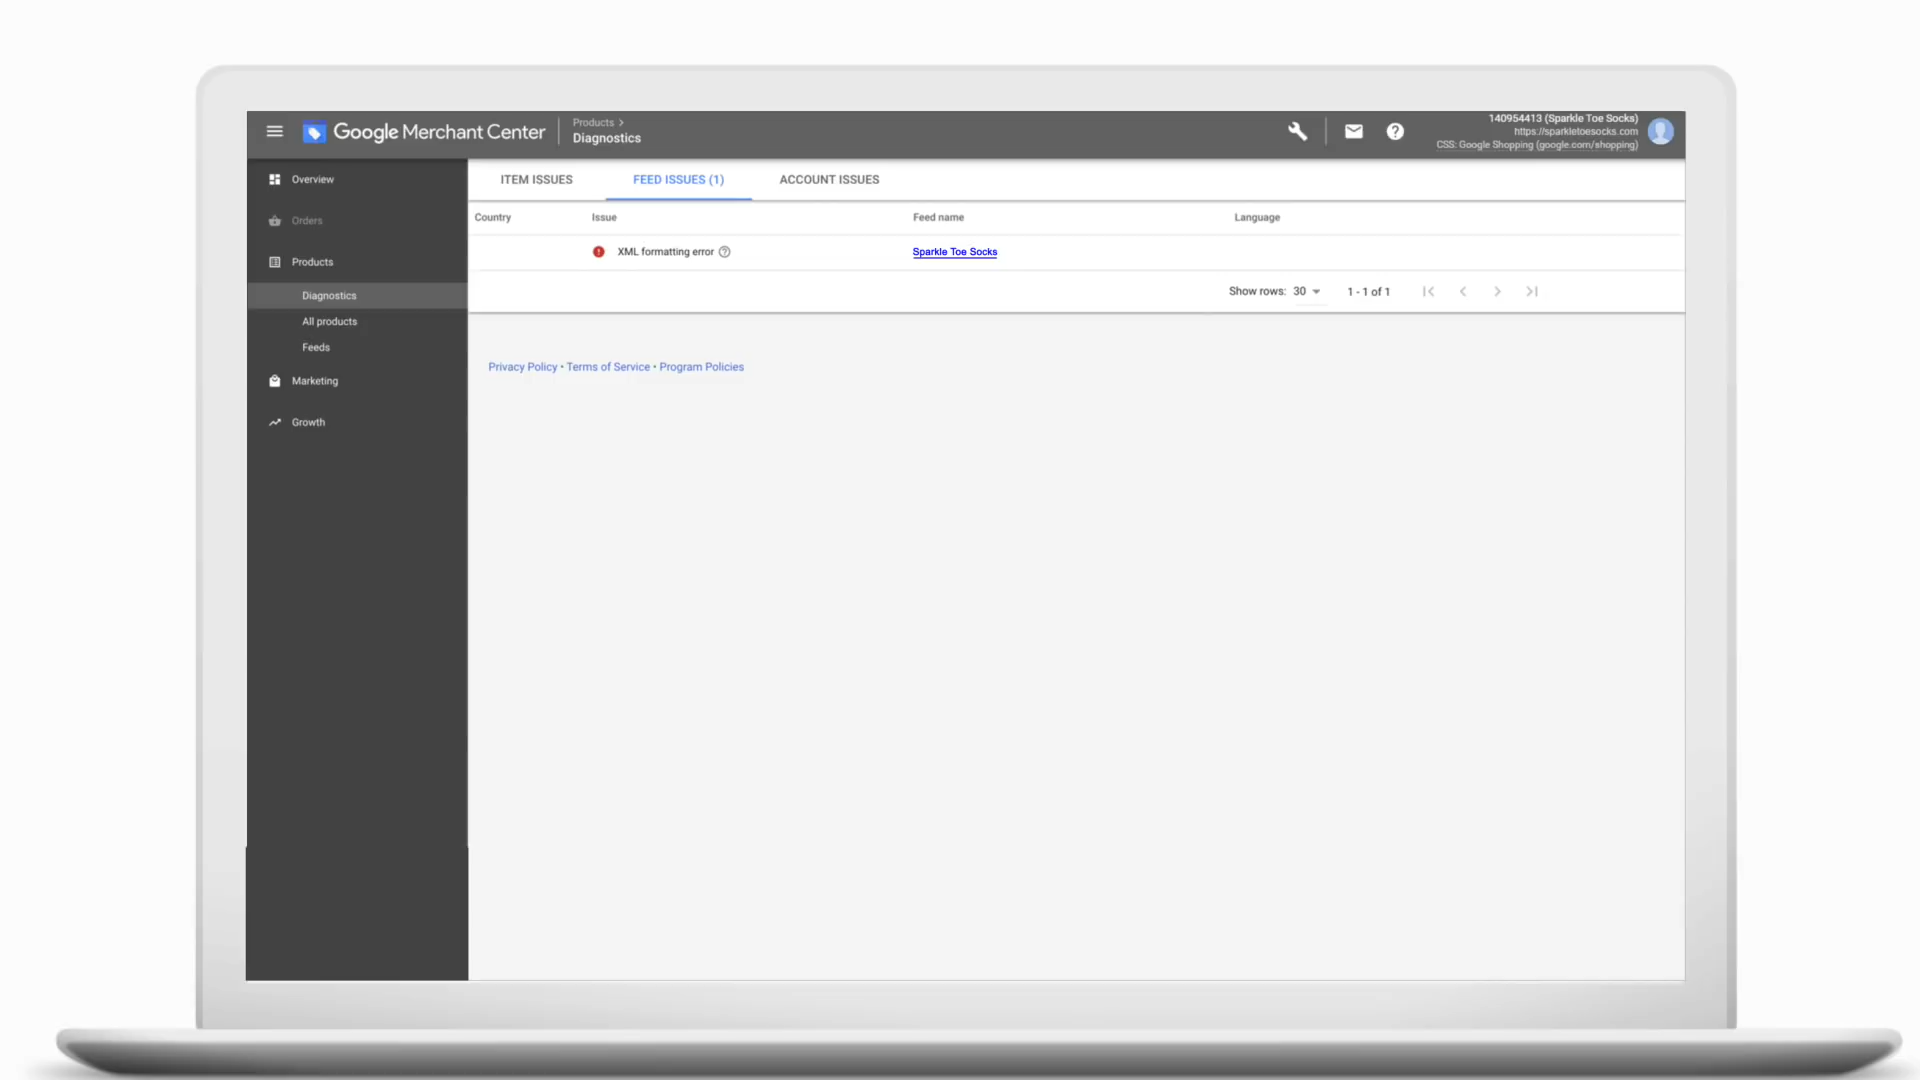 Google Merchant Center
Products >
Diagnostics
140954413 (Sparkle Toe Socks)
https://sparkletoesocks.com
CSS: Google Shopping (google.com/shopping)
Overview
Orders
Products
Diagnostics
All products
Feeds
Marketing
Growth
ITEM ISSUES
FEED ISSUES (1)
ACCOUNT ISSUES
Country Issue Feed name Language
XML formatting error Sparkle Toe Socks
Show rows: 30 1 - 1 of 1
Privacy Policy • Terms of Service • Program Policies